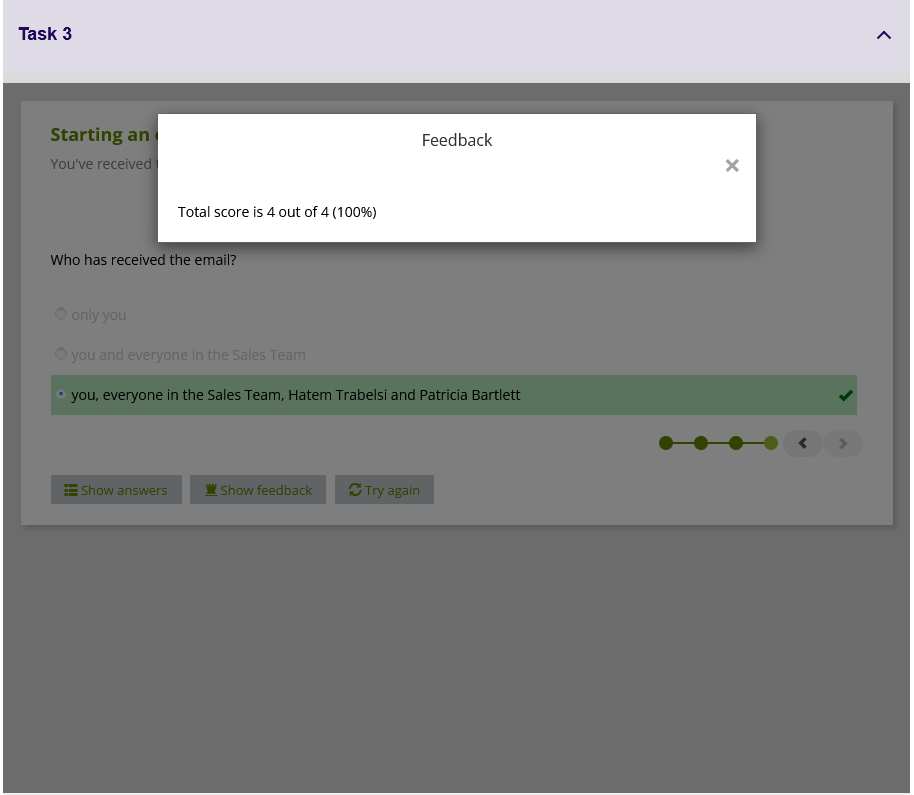 Task 3
Feedback
Starting an
You've received
Total score is 4 out of 4 (100%)
Who has received the email?
only you
you and everyone in the Sales Team
you, everyone in the Sales Team, Hatem Trabelsi and Patricia Bartlett
Show answers Show feedback Try again